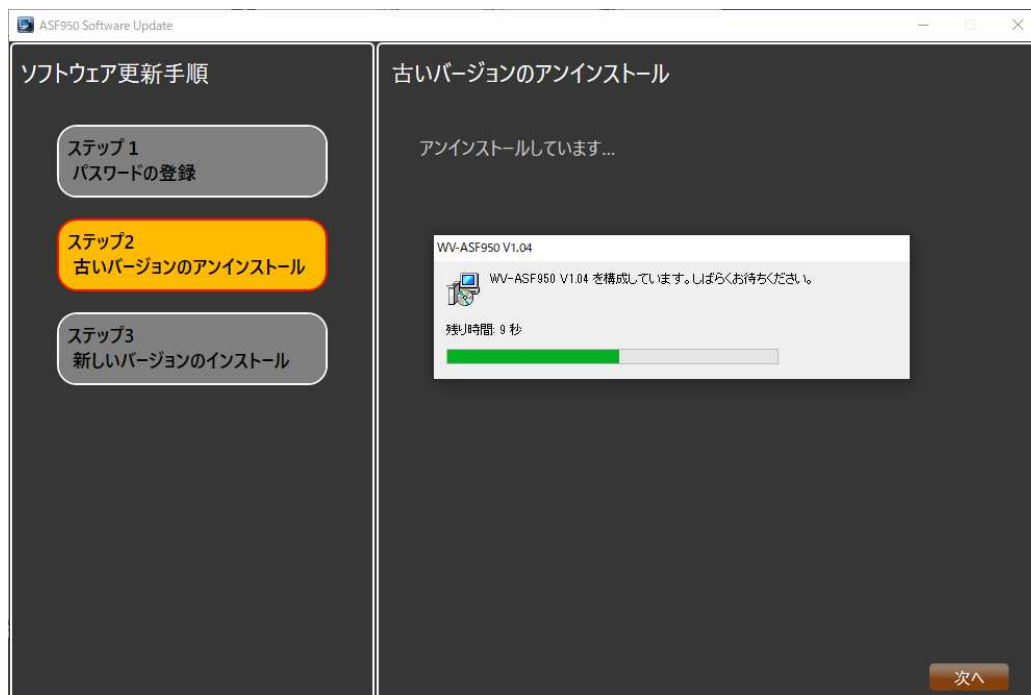 ASF950 Software Update
ソフトウェア更新手順
ステップ 1
パスワードの登録
ステップ2
古いバージョンのアンインストール
ステップ3
新しいバージョンのインストール
古いバージョンのアンインストール
アンインストールしています...
WV-ASF950 V1.04
WV-ASF950 V1.04 を構成しています。しばらくお待ちください。
残り時間: 9 秒
次へ